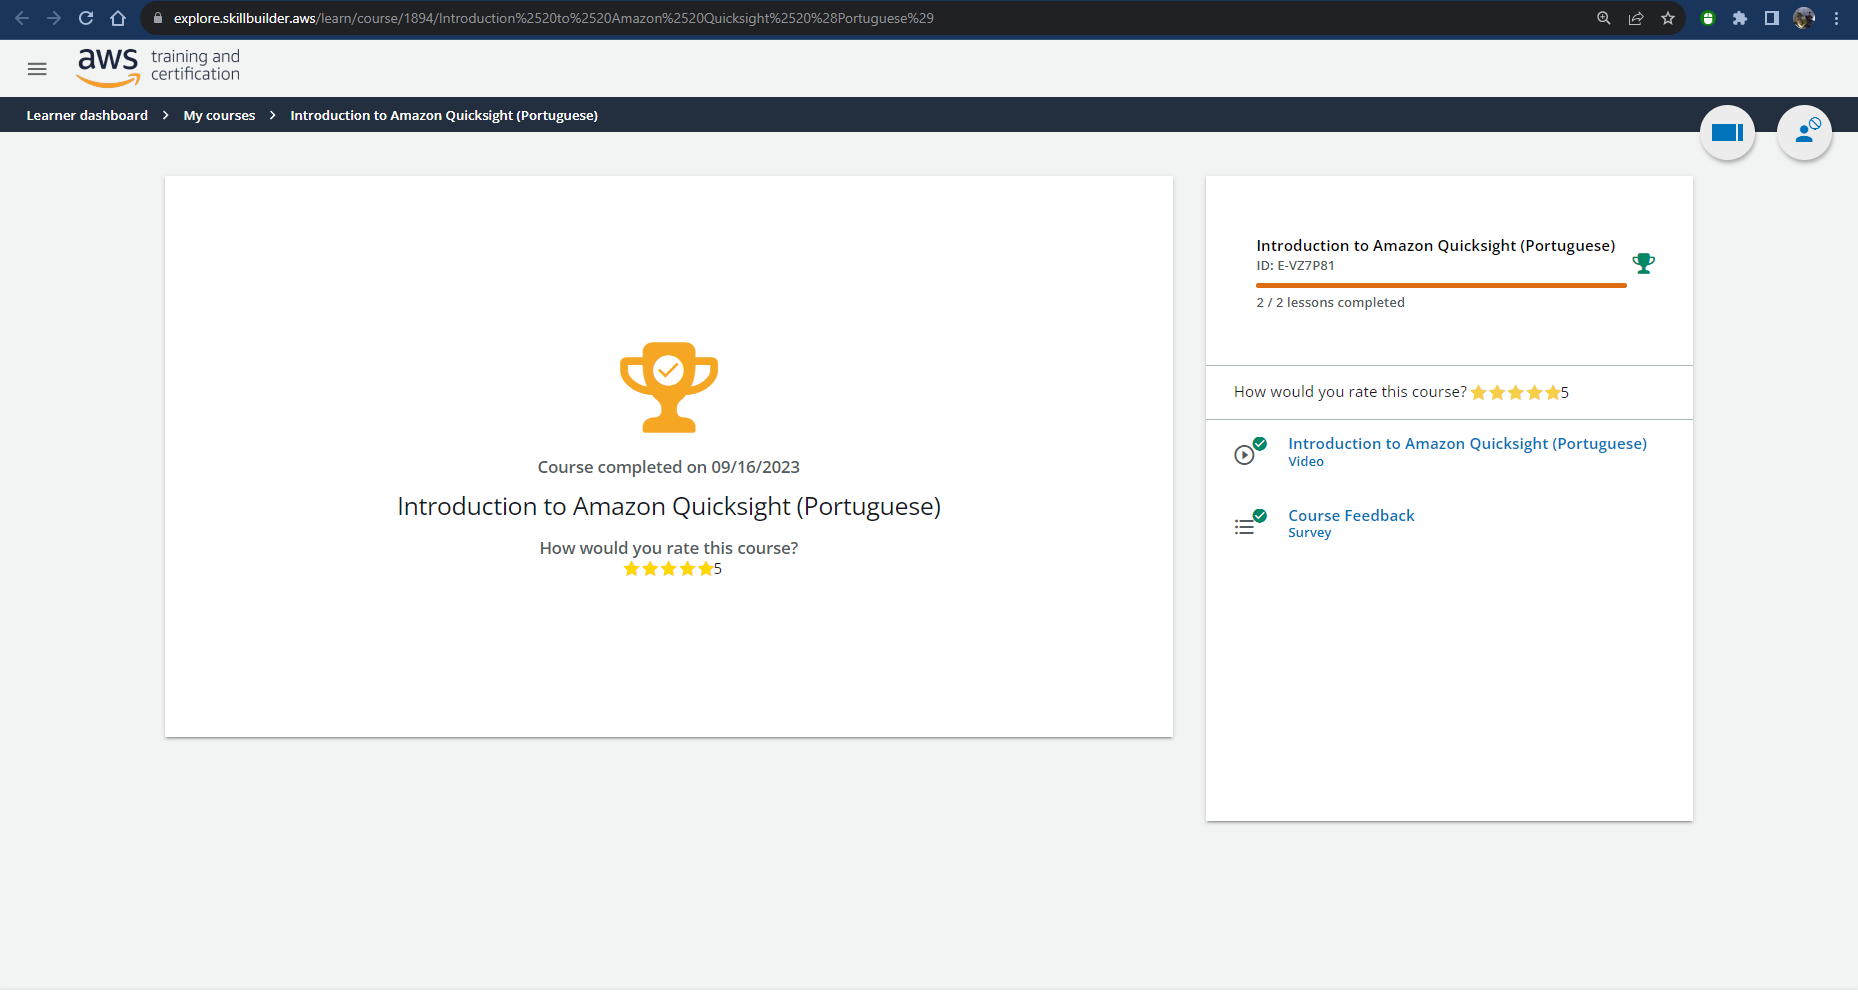 explore.skillbuilder.aws/learn/course/1894/Introduction%2520to%2520Amazon%2520Quicksight%2520%28Portuguese%29
aws training and certification
Learner dashboard > My courses > Introduction to Amazon Quicksight (Portuguese)
Course completed on 09/16/2023
Introduction to Amazon Quicksight (Portuguese)
How would you rate this course?
5
Introduction to Amazon Quicksight (Portuguese)
ID: E-VZ7P81
2 / 2 lessons completed
How would you rate this course? 5
Introduction to Amazon Quicksight (Portuguese)
Video
Course Feedback
Survey